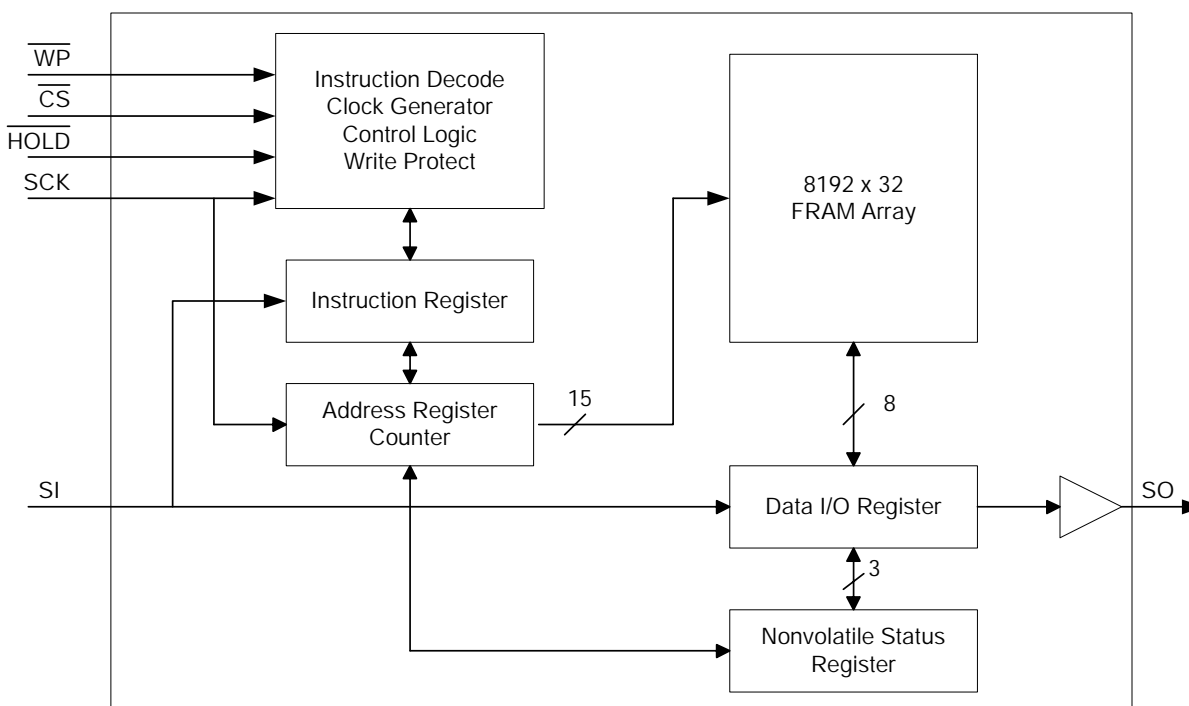 WP
CS
HOLD
SCK
Instruction Decode
Clock Generator
Control Logic
Write Protect
8192 x 32
FRAM Array
Instruction Register
Address Register
Counter
15
8
SI
Data I/O Register
SO
3
Nonvolatile Status
Register